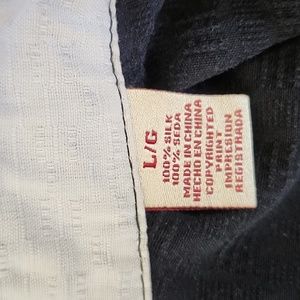 L/G
100% SILK
100% SEDA
MADE IN CHINA
HECHO EN CHINA
COPYRIGHTED
PRINT
IMPRESION
REGISTRADA